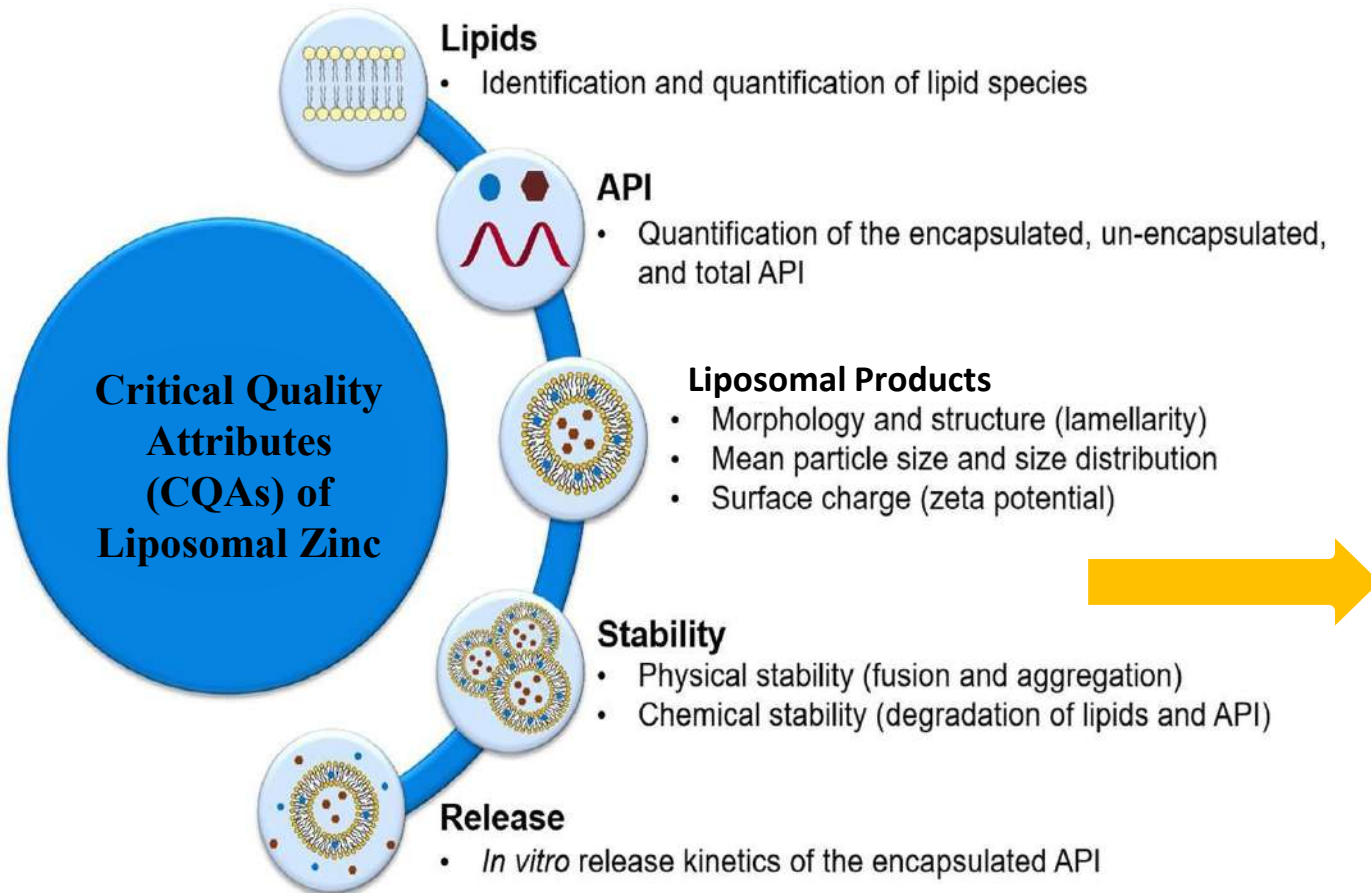 Lipids
• Identification and quantification of lipid species
API
• Quantification of the encapsulated, un-encapsulated,
and total API
Critical Quality
Attributes
(CQAs) of
Liposomal Zinc
Liposomal Products
• Morphology and structure (lamellarity)
• Mean particle size and size distribution
• Surface charge (zeta potential)
Stability
• Physical stability (fusion and aggregation)
• Chemical stability (degradation of lipids and API)
Release
• In vitro release kinetics of the encapsulated API